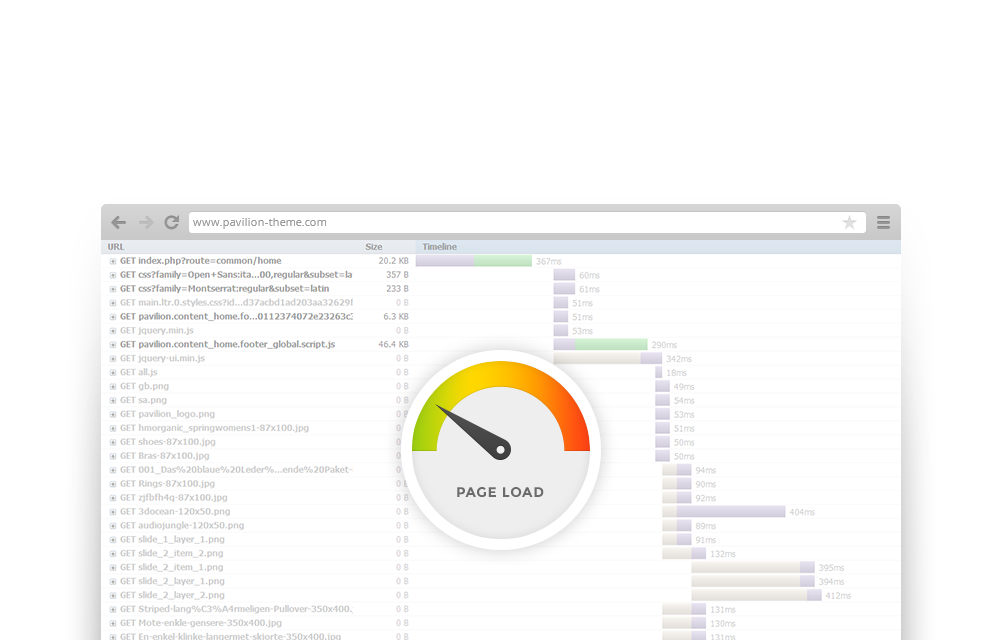 www.pavilion-theme.com
URL Size Timeline
GET index.php?route=common/home 20.2 KB 367ms
GET css?family=Open+Sans:ita...00,regular&subset=la 357 B 60ms
GET css?family=Montserrat:regular&subset=latin 233 B 61ms
GET main.ltr.0.styles.css?id...d37acbd1ad203aa32629f 0 B 51ms
GET pavilion.content_home.fo...0112374072e23263c3 6.3 KB 51ms
GET jquery.min.js 0 B 53ms
GET pavilion.content_home.footer_global.script.js 46.4 KB 290ms
GET jquery-ui.min.js 0 B 342ms
GET all.js 0 B 18ms
GET gb.png 0 B 49ms
GET sa.png 0 B 54ms
GET pavilion_logo.png 0 B 53ms
GET hmorganic_springwomens1-87x100.jpg 51ms
GET shoes-87x100.jpg 50ms
GET Bras-87x100.jpg 50ms
GET 001_Das%20blaue%20Leder%...ende%20Paket- 94ms
GET Rings-87x100.jpg 90ms
GET zjfbfh4q-87x100.jpg 92ms
PAGE LOAD
GET 3docean-120x50.png 0 B 404ms
GET audiojungle-120x50.png 0 B 89ms
GET slide_1_layer_1.png 0 B 91ms
GET slide_2_item_2.png 0 B 132ms
GET slide_2_item_1.png 0 B 395ms
GET slide_2_layer_1.png 0 B 394ms
GET slide_2_layer_2.png 0 B 412ms
GET Striped-lang%C3%A4rmeligen-Pullover-350x400. 0 B 131ms
GET Mote-enkle-gensere-350x400.jpg 0 B 130ms
GET En-enkel-klinke-langermet-skjorte-350x400.jpg 0 B 131ms